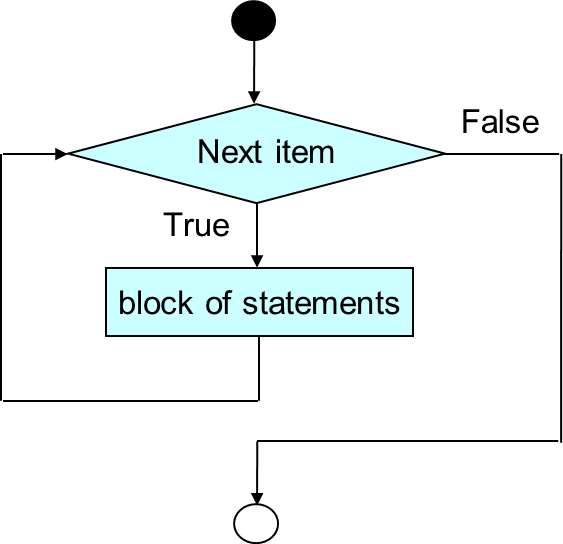 False
Next item
True
block of statements